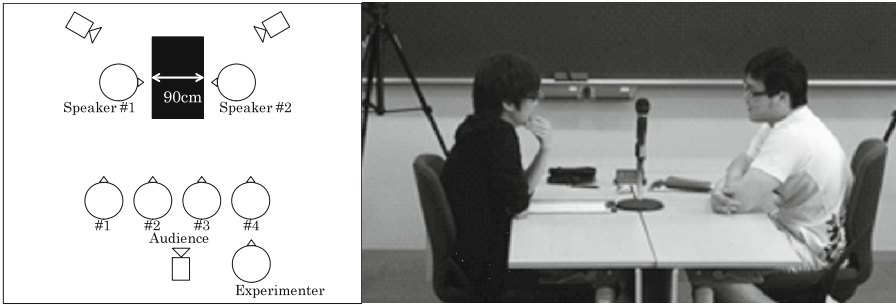 90cm
Speaker #1
Speaker #2
#1
#2
#3
#4
Audience
Experimenter